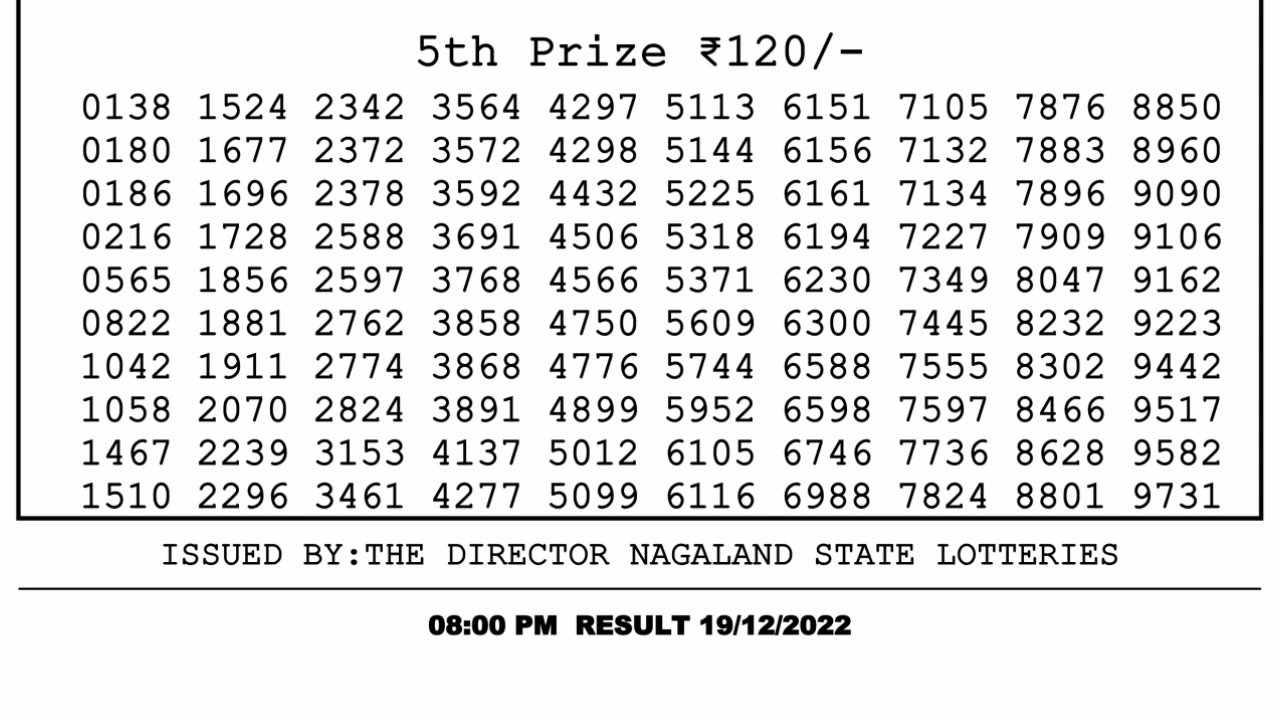 5th Prize ₹120/-
0138 1524 2342 3564 4297 5113 6151 7105 7876 8850
0180 1677 2372 3572 4298 5144 6156 7132 7883 8960
0186 1696 2378 3592 4432 5225 6161 7134 7896 9090
0216 1728 2588 3691 4506 5318 6194 7227 7909 9106
0565 1856 2597 3768 4566 5371 6230 7349 8047 9162
0822 1881 2762 3858 4750 5609 6300 7445 8232 9223
1042 1911 2774 3868 4776 5744 6588 7555 8302 9442
1058 2070 2824 3891 4899 5952 6598 7597 8466 9517
1467 2239 3153 4137 5012 6105 6746 7736 8628 9582
1510 2296 3461 4277 5099 6116 6988 7824 8801 9731
ISSUED BY:THE DIRECTOR NAGALAND STATE LOTTERIES
08:00 PM RESULT 19/12/2022